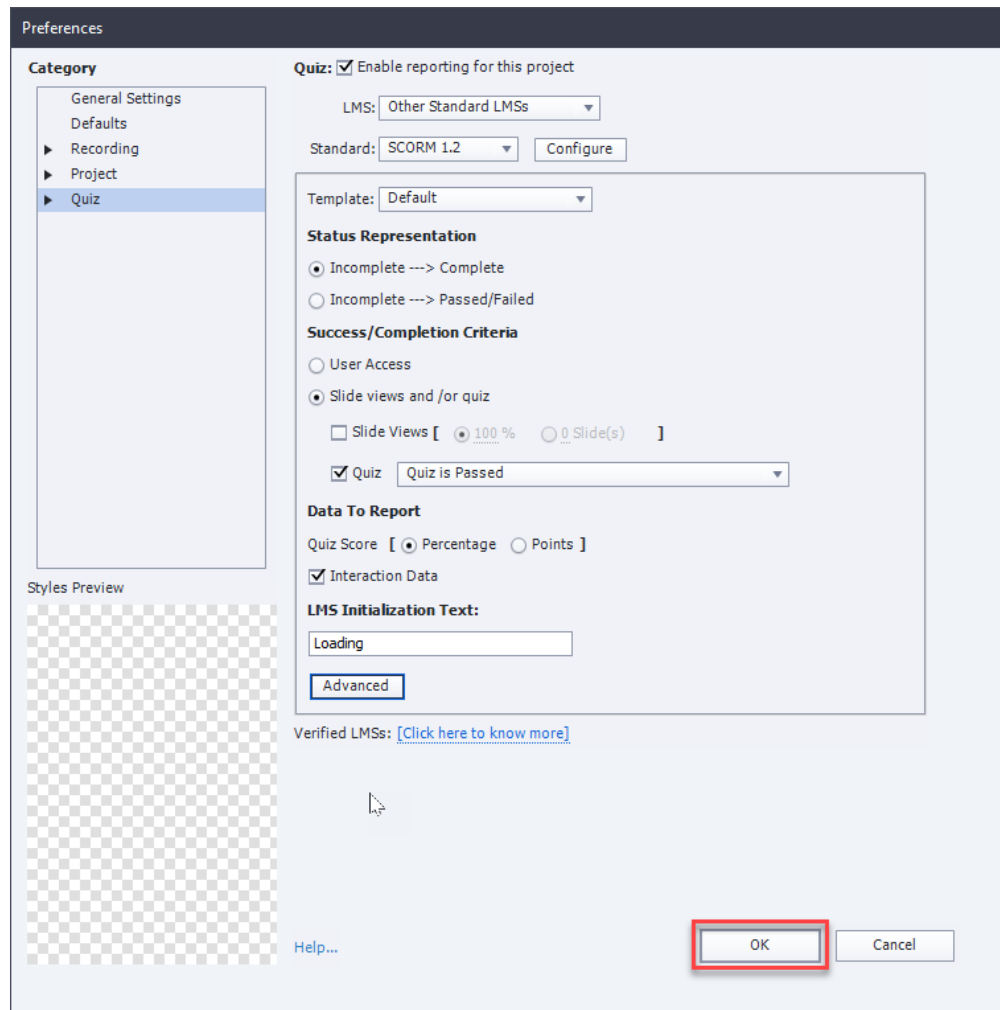 Preferences
Category
General Settings
Defaults
Recording
Project
Quiz
Styles Preview
Quiz: Enable reporting for this project
LMS: Other Standard LMSs
Standard: SCORM 1.2 Configure
Template: Default
Status Representation
Incomplete ---> Complete
Incomplete ---> Passed/Failed
Success/Completion Criteria
User Access
Slide views and /or quiz
Slide Views [ 100 % 0 Slide(s) ]
Quiz Quiz is Passed
Data To Report
Quiz Score [ Percentage Points ]
Interaction Data
LMS Initialization Text:
Loading
Advanced
Verified LMSs: [Click here to know more]
Help... OK Cancel